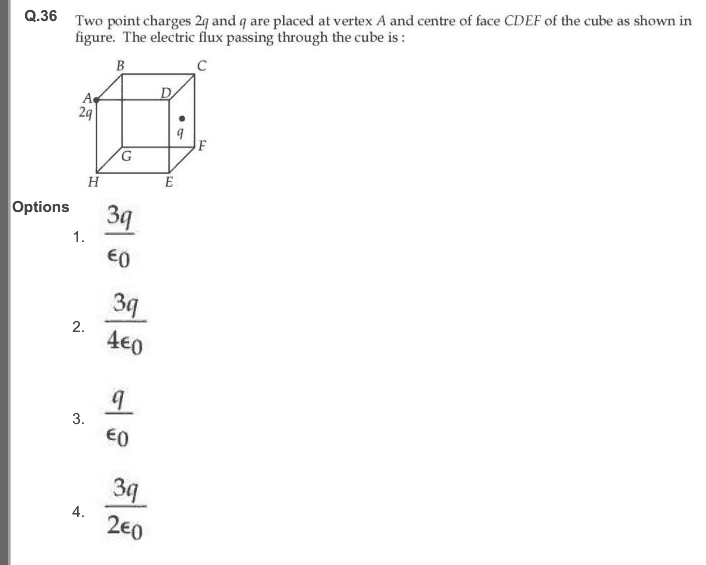 Q.36 Two point charges 2q and q are placed at vertex A and centre of face CDEF of the cube as shown in
figure. The electric flux passing through the cube is :
B C
A D
2q
q
G F
H E
Options
1. 3q/ϵ0
2. 3q/4ϵ0
3. q/ϵ0
4. 3q/2ϵ0